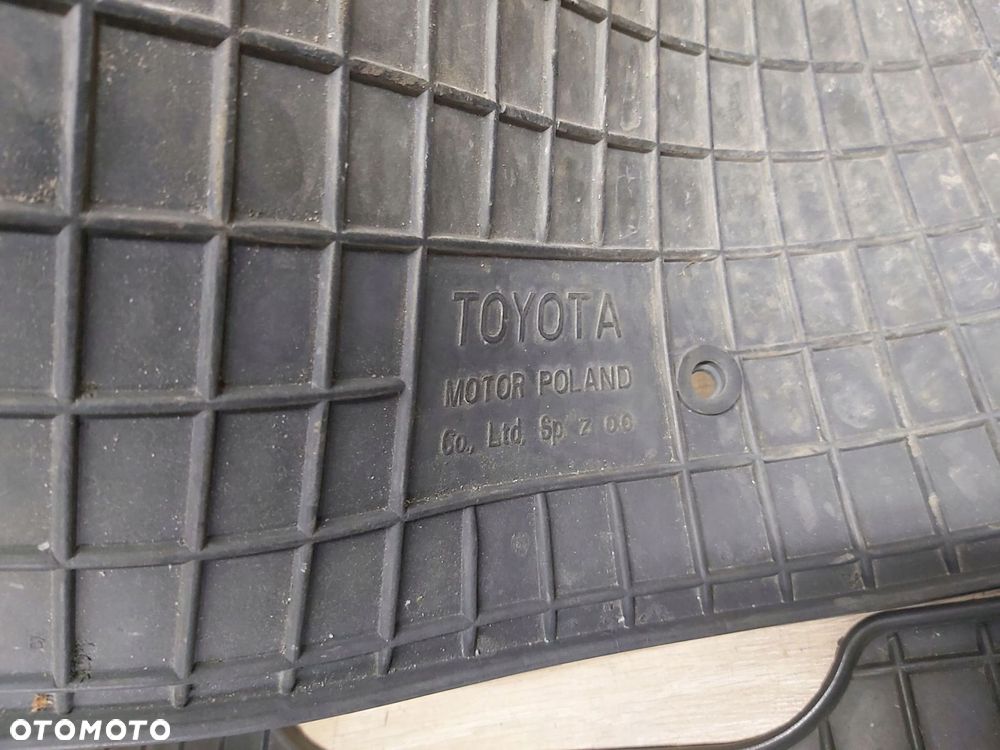 TOYOTA
MOTOR POLAND
Co., Ltd. Sp z o.o
OTOMOTO